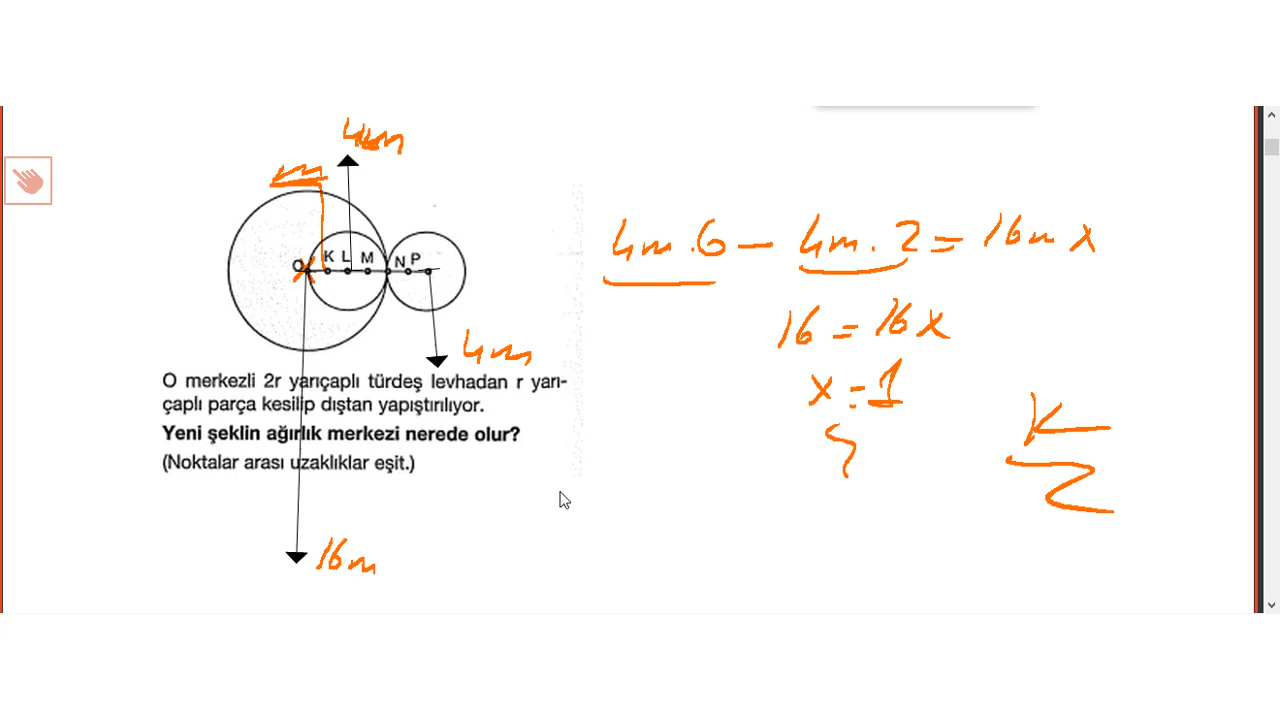 4m
m
O K L M N P
4m
O merkezli 2r yarıçaplı türdeş levhadan r yarı-
çaplı parça kesilip dıştan yapıştırılıyor.
Yeni şeklin ağırlık merkezi nerede olur?
(Noktalar arası uzaklıklar eşit.)
16m
4m.6 - 4m.2 = 16m x
16 = 16x
x = 1
K